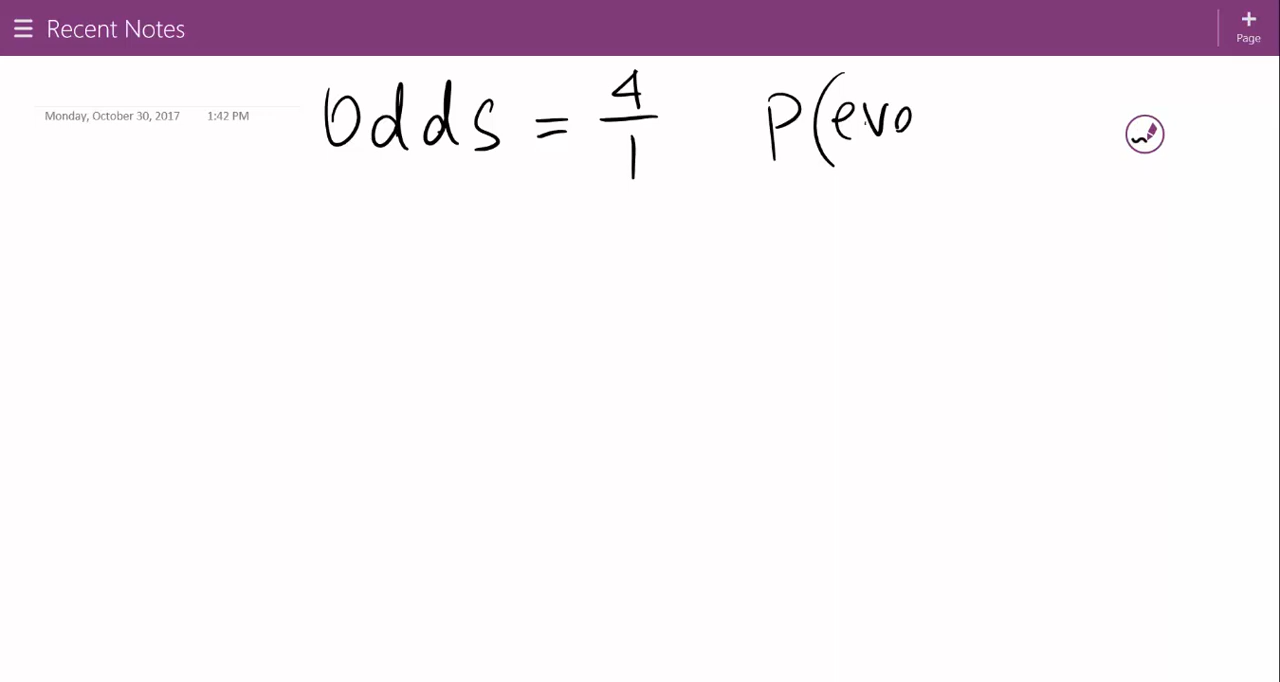 Recent Notes
Page
Monday, October 30, 2017 1:42 PM
Odds = 4/1 P(evo